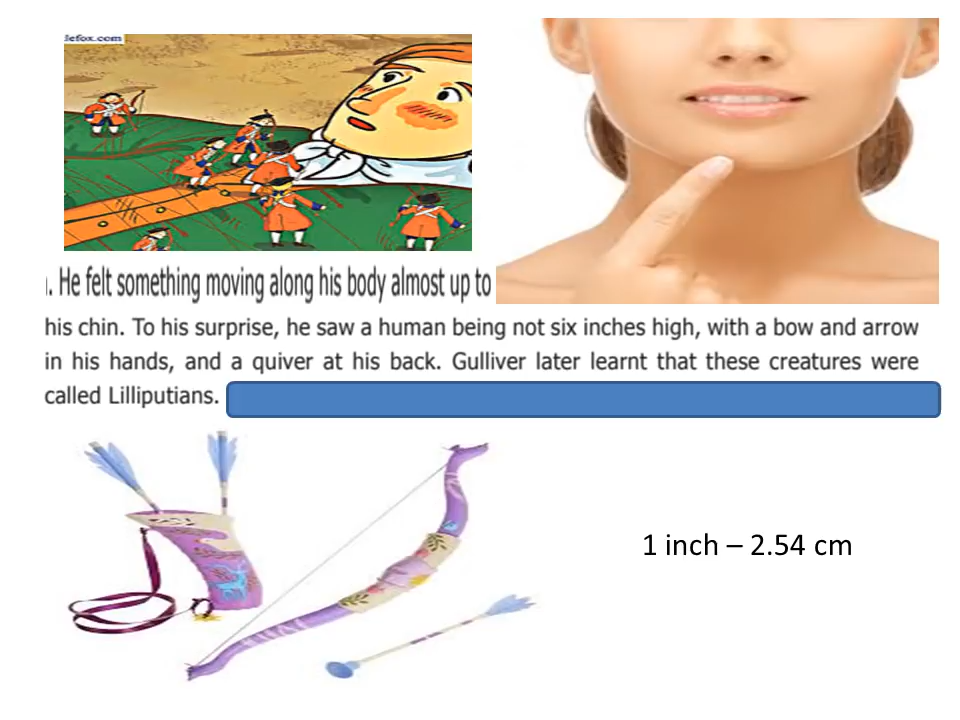 lefox.com
. He felt something moving along his body almost up to
his chin. To his surprise, he saw a human being not six inches high, with a bow and arrow
in his hands, and a quiver at his back. Gulliver later learnt that these creatures were
called Lilliputians.
1 inch – 2.54 cm